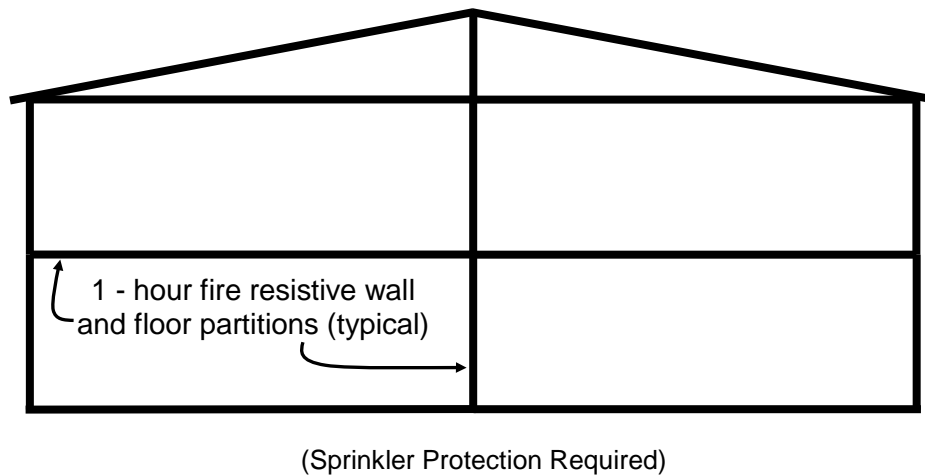 1 - hour fire resistive wall
and floor partitions (typical)
(Sprinkler Protection Required)